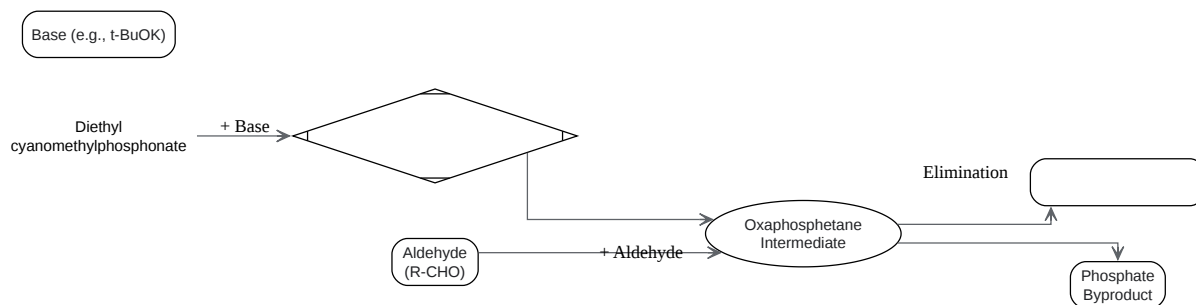 Base (e.g., t-BuOK)
Diethyl
cyanomethylphosphonate
+ Base
Elimination
Oxaphosphetane
Intermediate
Aldehyde
(R-CHO)
+ Aldehyde
Phosphate
Byproduct